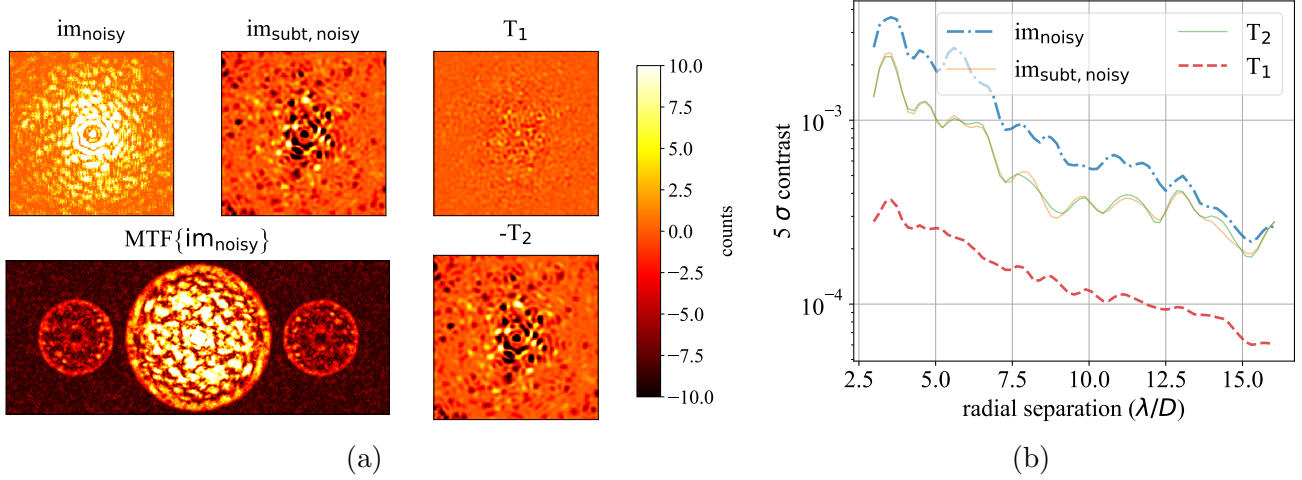 im_noisy im_subt, noisy T_1
MTF{im_noisy} -T_2
10.0
7.5
5.0
2.5
0.0
−2.5
−5.0
−7.5
−10.0
counts
(a)
im_noisy T_2
im_subt, noisy T_1
10^−3
10^−4
5 σ contrast
2.5 5.0 7.5 10.0 12.5 15.0
radial separation (λ/D)
(b)